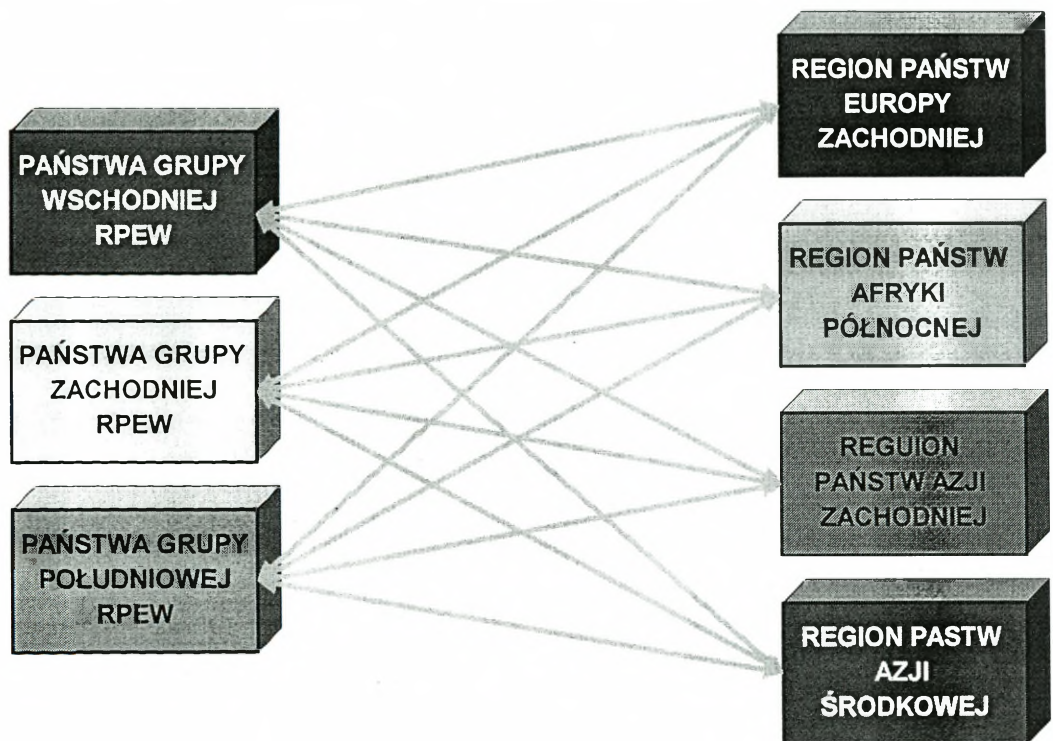 PAŃSTWA GRUPY
WSCHODNIEJ
RPEW
PAŃSTWA GRUPY
ZACHODNIEJ
RPEW
PAŃSTWA GRUPY
POŁUDNIOWEJ
RPEW
REGION PAŃSTW
EUROPY
ZACHODNIEJ
REGION PAŃSTW
AFRYKI
PÓŁNOCNEJ
REGUION
PAŃSTW AZJI
ZACHODNIEJ
REGION PASTW
AZJI
ŚRODKOWEJ